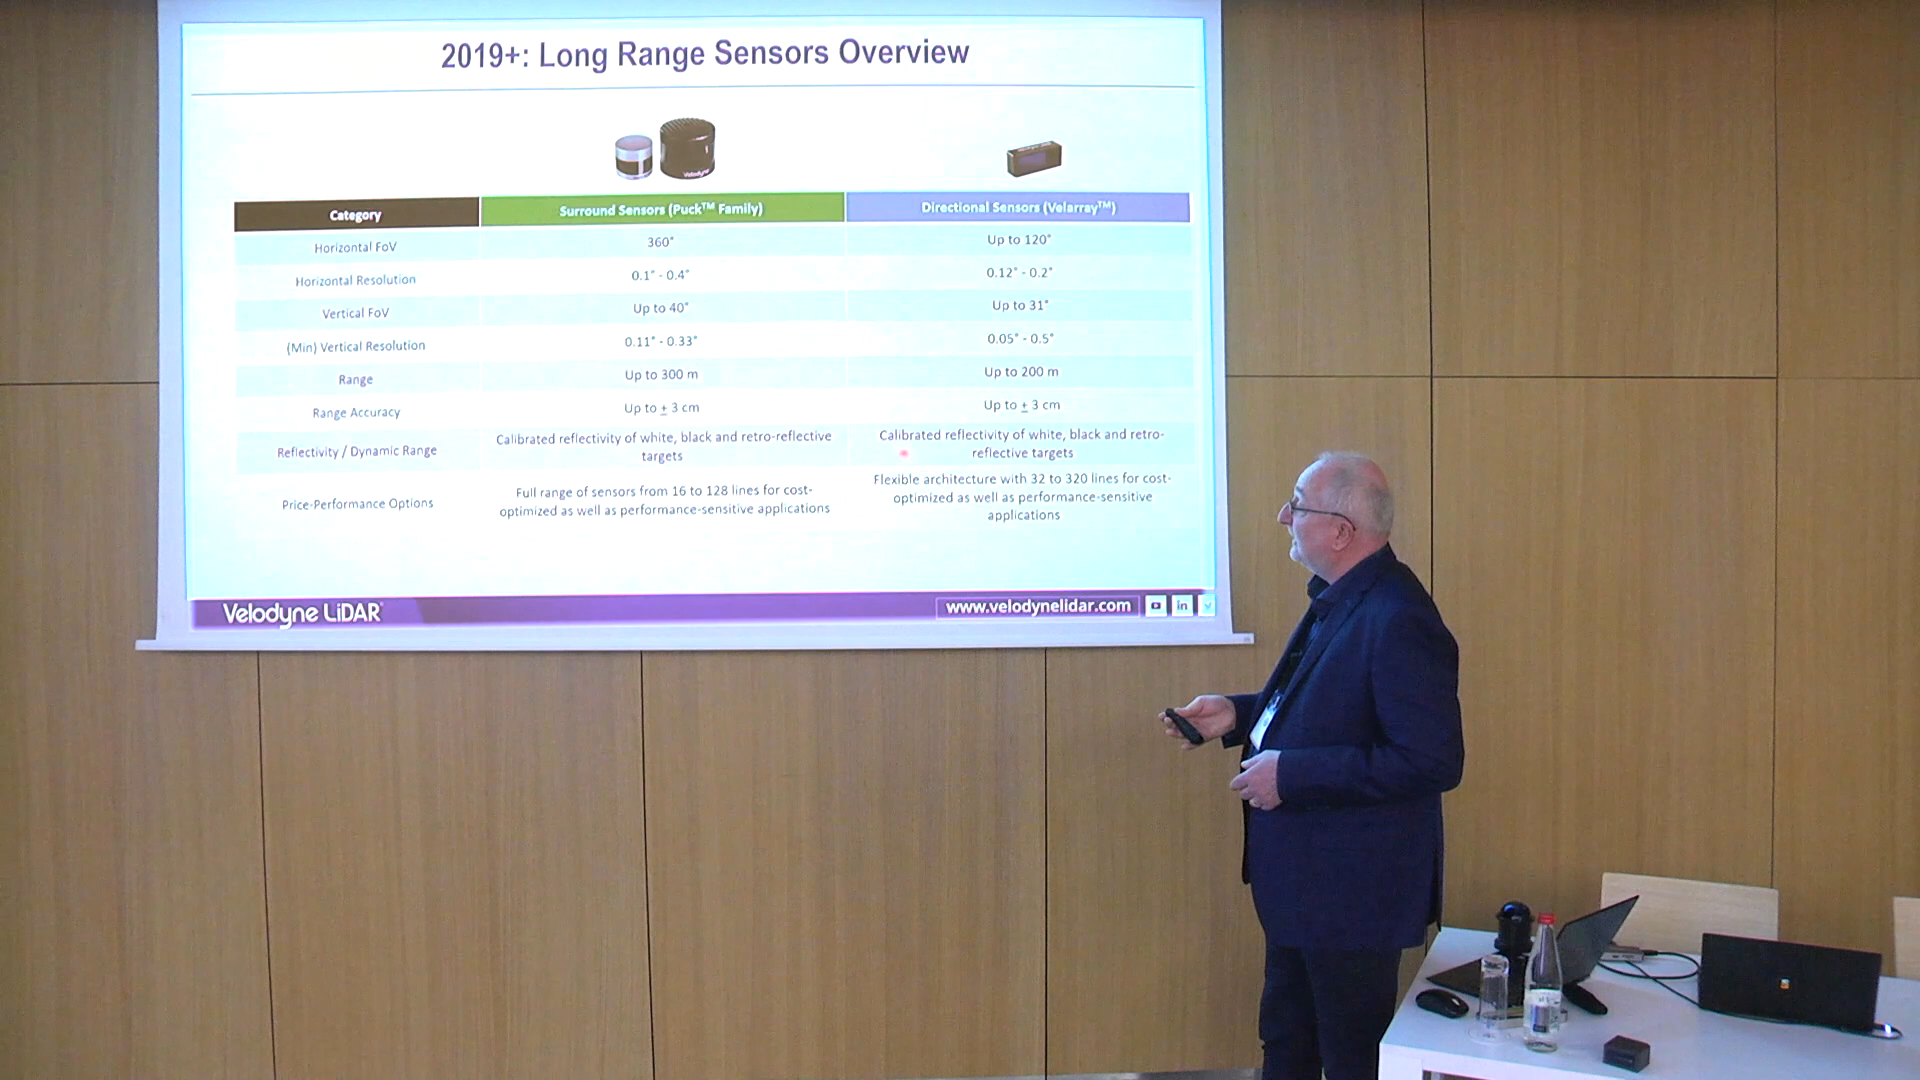 2019+: Long Range Sensors Overview
Velodyne
Category
Surround Sensors (Puck™ Family)
Directional Sensors (Velarray™)
Horizontal FoV
360°
Up to 120°
Horizontal Resolution
0.1° - 0.4°
0.12° - 0.2°
Vertical FoV
Up to 40°
Up to 31°
(Min) Vertical Resolution
0.11° - 0.33°
0.05° - 0.5°
Range
Up to 300 m
Up to 200 m
Range Accuracy
Up to ± 3 cm
Up to ± 3 cm
Reflectivity / Dynamic Range
Calibrated reflectivity of white, black and retro-reflective
targets
Calibrated reflectivity of white, black and retro-
reflective targets
Price-Performance Options
Full range of sensors from 16 to 128 lines for cost-
optimized as well as performance-sensitive applications
Flexible architecture with 32 to 320 lines for cost-
optimized as well as performance-sensitive
applications
Velodyne LiDAR
www.velodynelidar.com
in